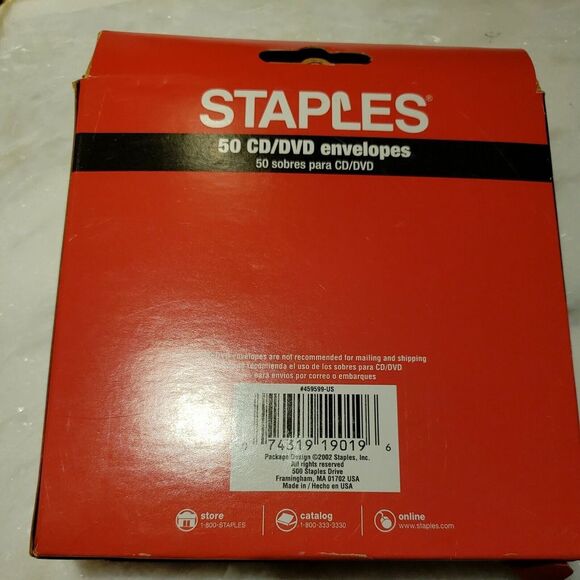 STAPLES®
50 CD/DVD envelopes
50 sobres para CD/DVD
envelopes are not recommended for mailing and shipping
recomienda el uso de los sobres para CD/DVD
para envíos por correo o embarques
#459599-US
0 74319 19019 6
Package Design ©2002 Staples, Inc.
All rights reserved
500 Staples Drive
Framingham, MA 01702 USA
Made in / Hecho en USA
store
1-800-STAPLES
catalog
1-800-333-3330
online
www.staples.com